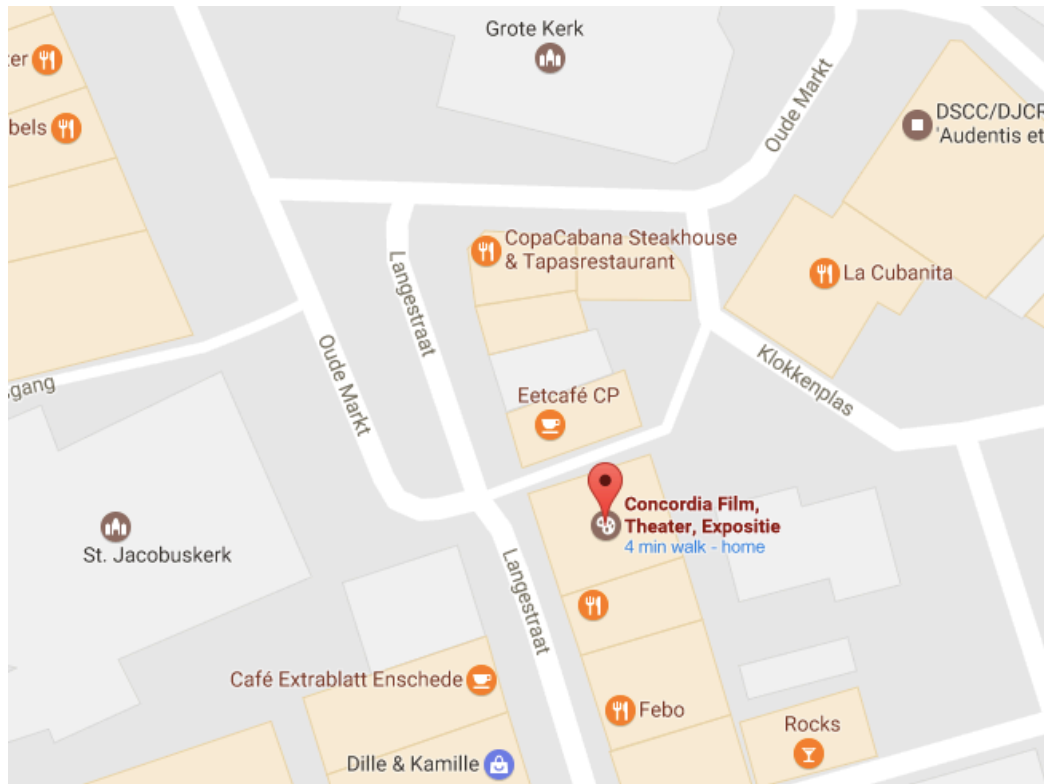 Grote Kerk
ter
bels
Oude Markt
DSCC/DJCR
'Audentis et
CopaCabana Steakhouse
& Tapasrestaurant
La Cubanita
Langestraat
Oude Markt
Klokkenplas
gang
Eetcafé CP
Concordia Film,
Theater, Expositie
4 min walk - home
St. Jacobuskerk
Langestraat
Café Extrablatt Enschede
Febo
Rocks
Dille & Kamille